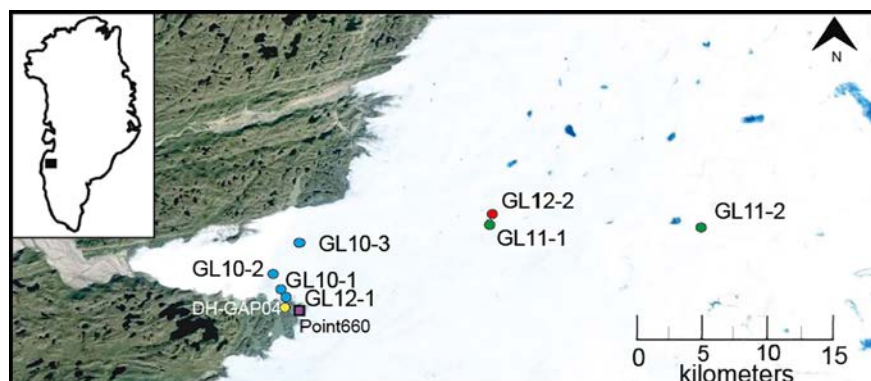 N
GL12-2
GL11-1
GL11-2
GL10-3
GL10-2
GL10-1
GL12-1
DH-GAP04
Point660
0 5 10 15
kilometers